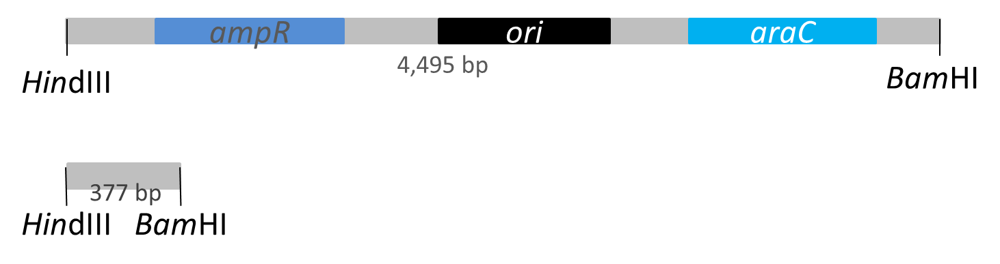 ampR ori araC
4,495 bp
HindIII BamHI
377 bp
HindIII BamHI